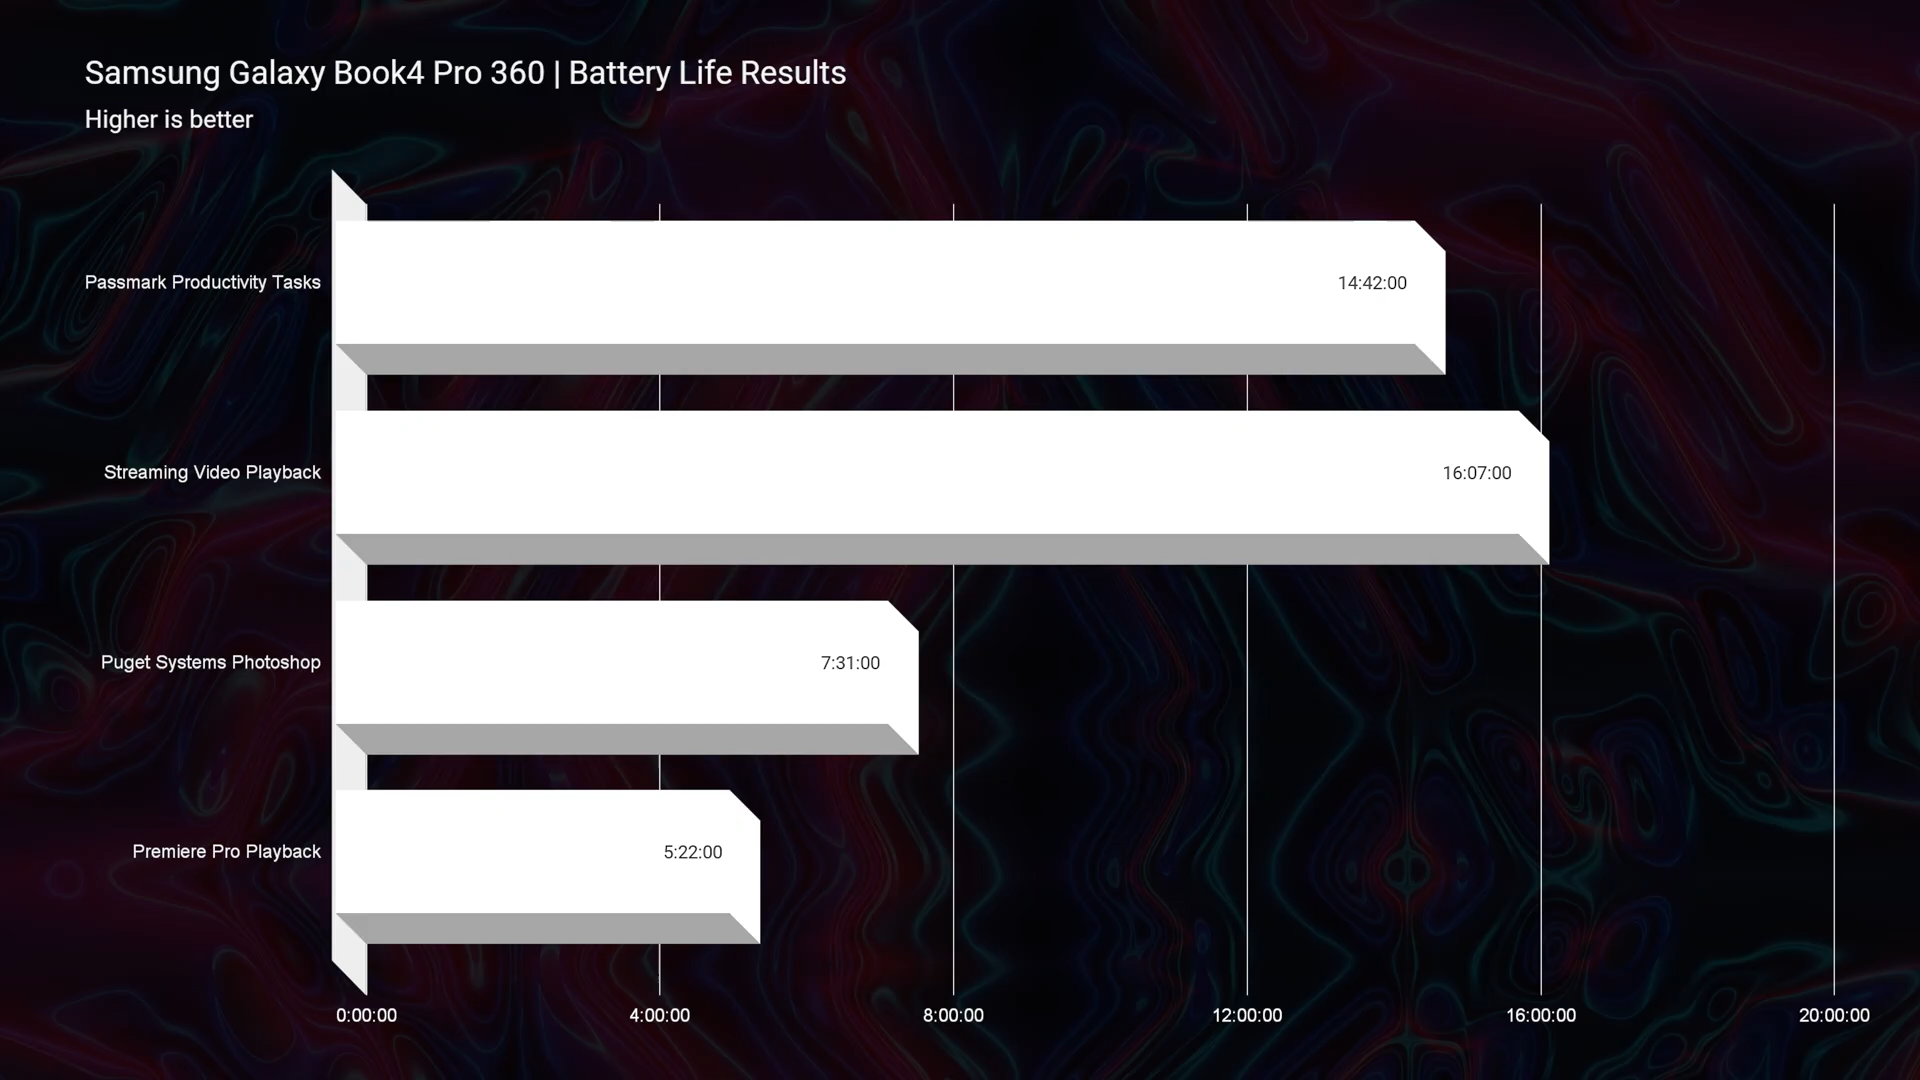 Samsung Galaxy Book4 Pro 360 | Battery Life Results
Higher is better
Passmark Productivity Tasks
14:42:00
Streaming Video Playback
16:07:00
Puget Systems Photoshop
7:31:00
Premiere Pro Playback
5:22:00
0:00:00 4:00:00 8:00:00 12:00:00 16:00:00 20:00:00